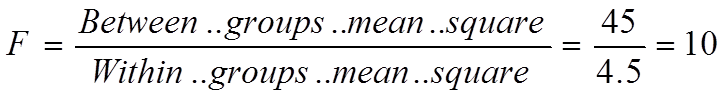 F = Between ..groups ..mean ..square / Within ..groups ..mean ..square = 45 / 4.5 = 10